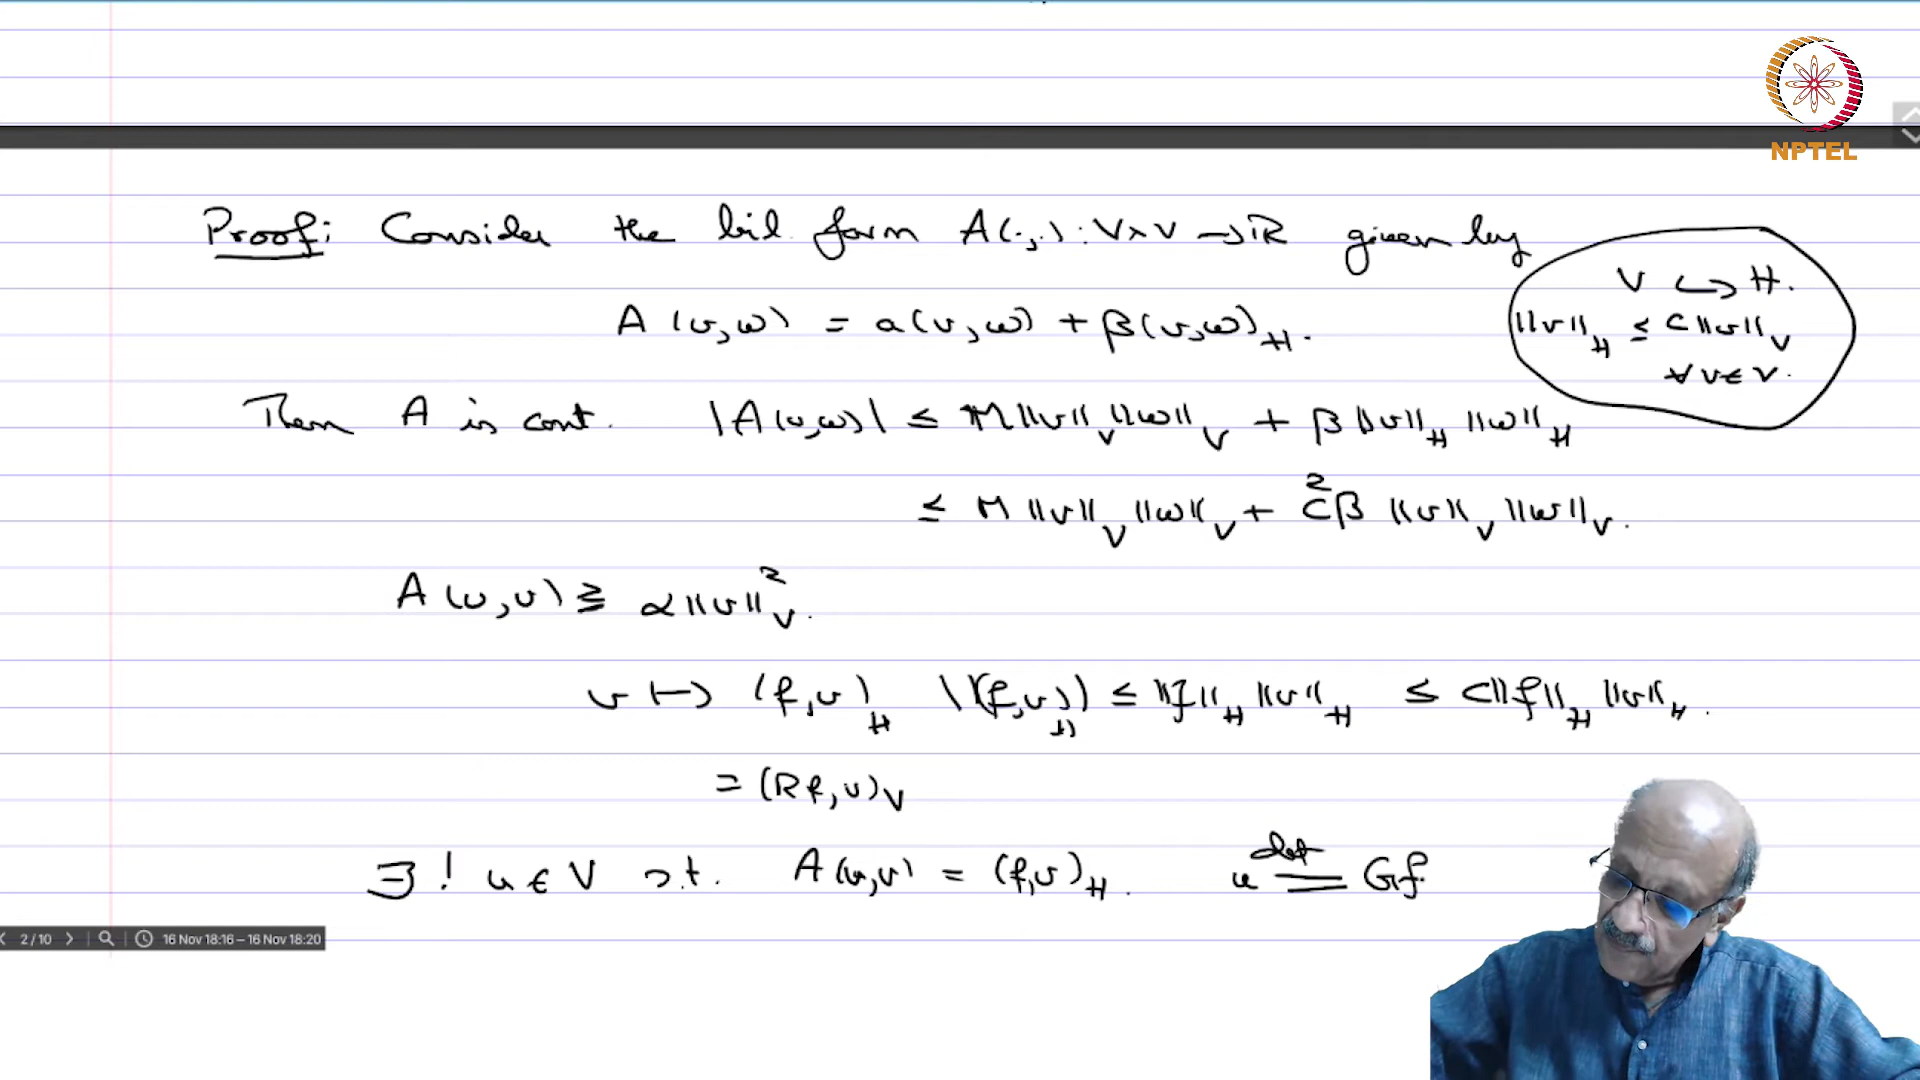 NPTEL
Proof: Consider the bil. form A(·,·): V×V → ℝ given by
A(v,w) = a(v,w) + β(v,w)_H.
V ↪ H.
‖v‖_H ≤ C‖v‖_V
∀ v∈V.
Then A is cont. |A(v,w)| ≤ M‖v‖_V‖w‖_V + β‖v‖_H ‖w‖_H
≤ M‖v‖_V‖w‖_V + C²β ‖v‖_V‖w‖_V.
A(v,v) ≥ α‖v‖²_V.
v ↦ (f,v)_H |(f,v)_H| ≤ ‖f‖_H‖v‖_H ≤ C‖f‖_H‖v‖_H.
= (Rf,v)_V
∃! u∈V s.t. A(u,v) = (f,v)_H. u def= Gf.
2/10 16 Nov 18:16 – 16 Nov 18:20